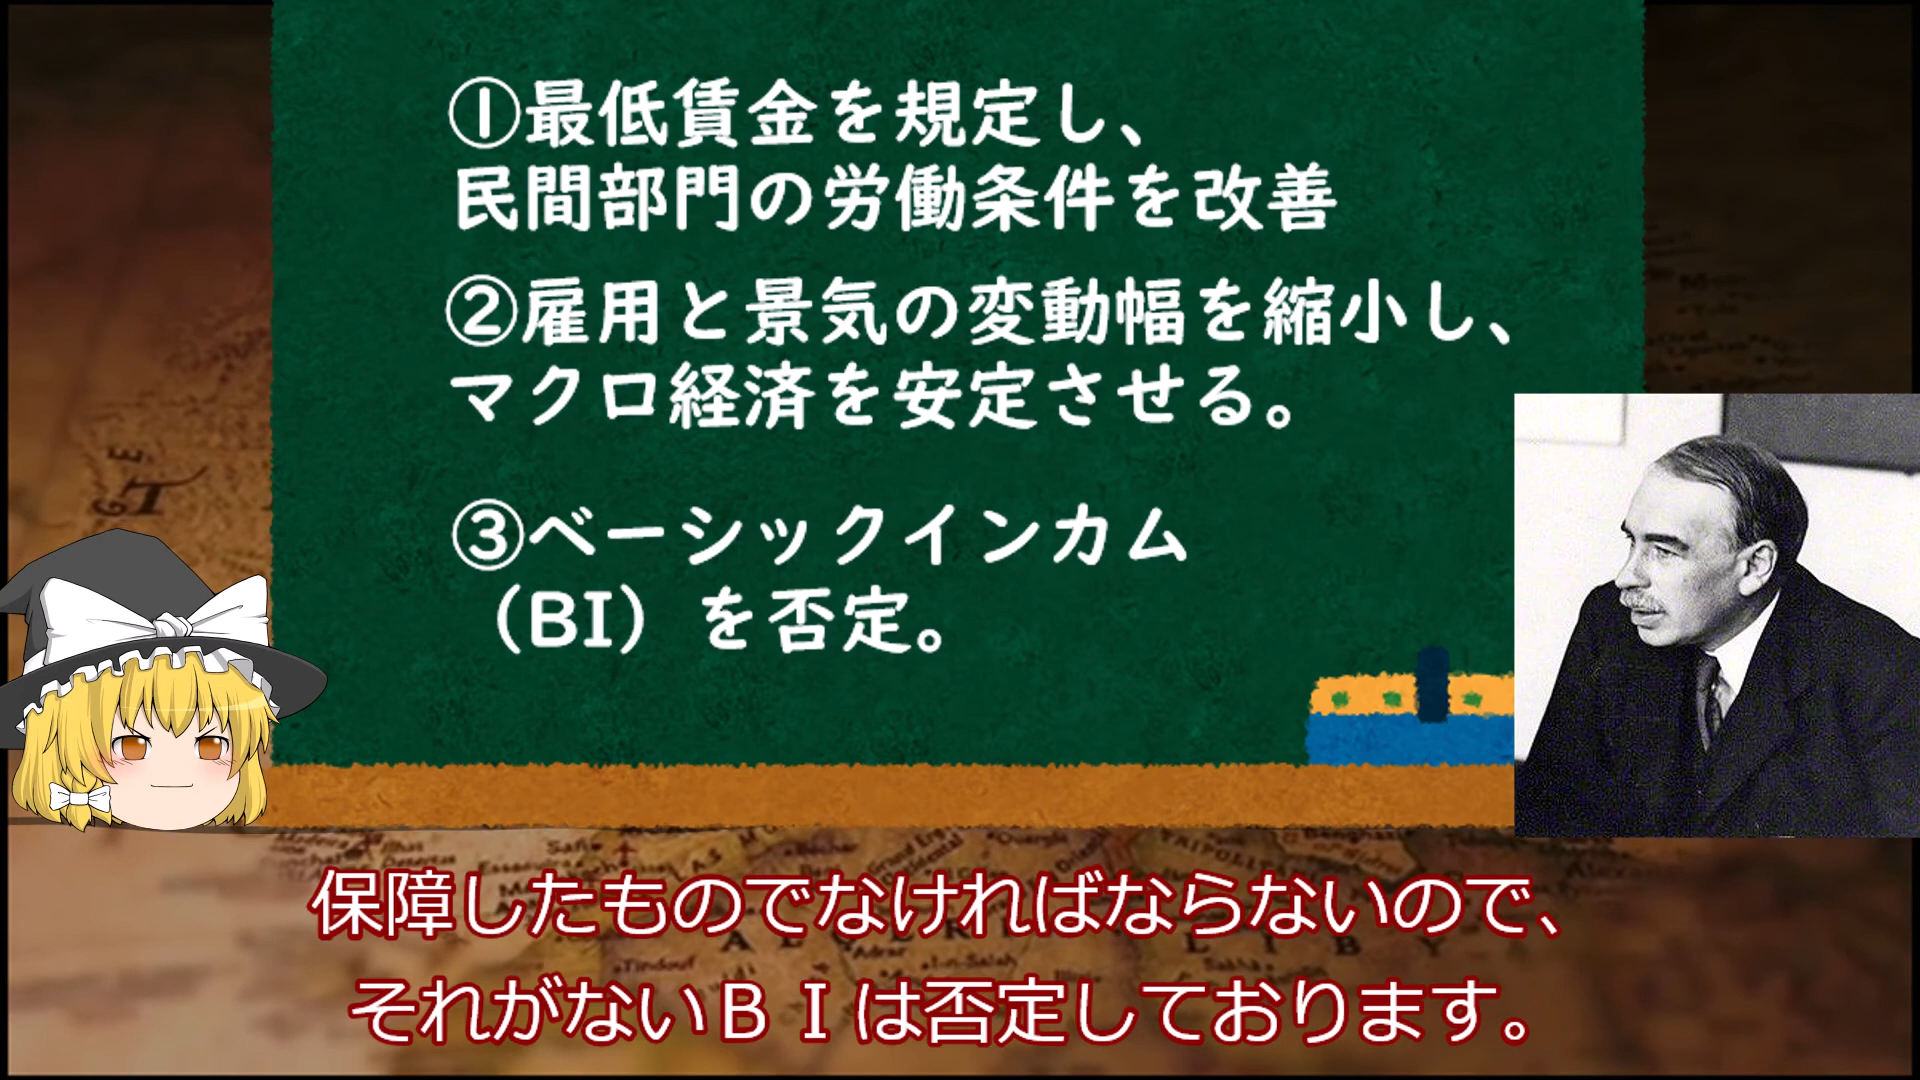 ①最低賃金を規定し、
民間部門の労働条件を改善
②雇用と景気の変動幅を縮小し、
マクロ経済を安定させる。
③ベーシックインカム
（BI）を否定。
保障したものでなければならないので、
それがないＢＩは否定しております。